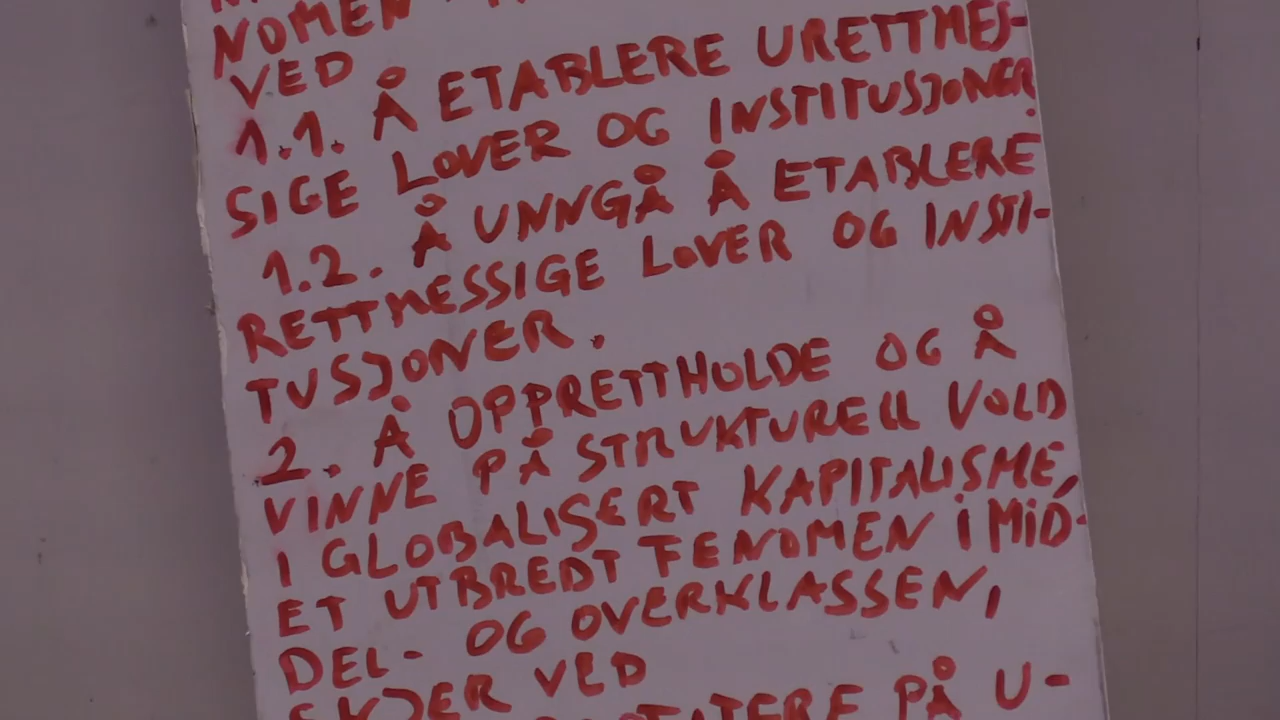 NOMEN
VED
1.1. Å ETABLERE URETTMES-
SIGE LOVER OG INSTITUSJONER.
1.2. Å UNNGÅ Å ETABLERE
RETTMESSIGE LOVER OG INSTI-
TUSJONER.
2. Å OPPRETTHOLDE OG Å
VINNE PÅ STRUKTURELL VOLD
I GLOBALISERT KAPITALISME,
ET UTBREDT FENOMEN I MID-
DEL- OG OVERKLASSEN,
SKJER VED
PÅ U-